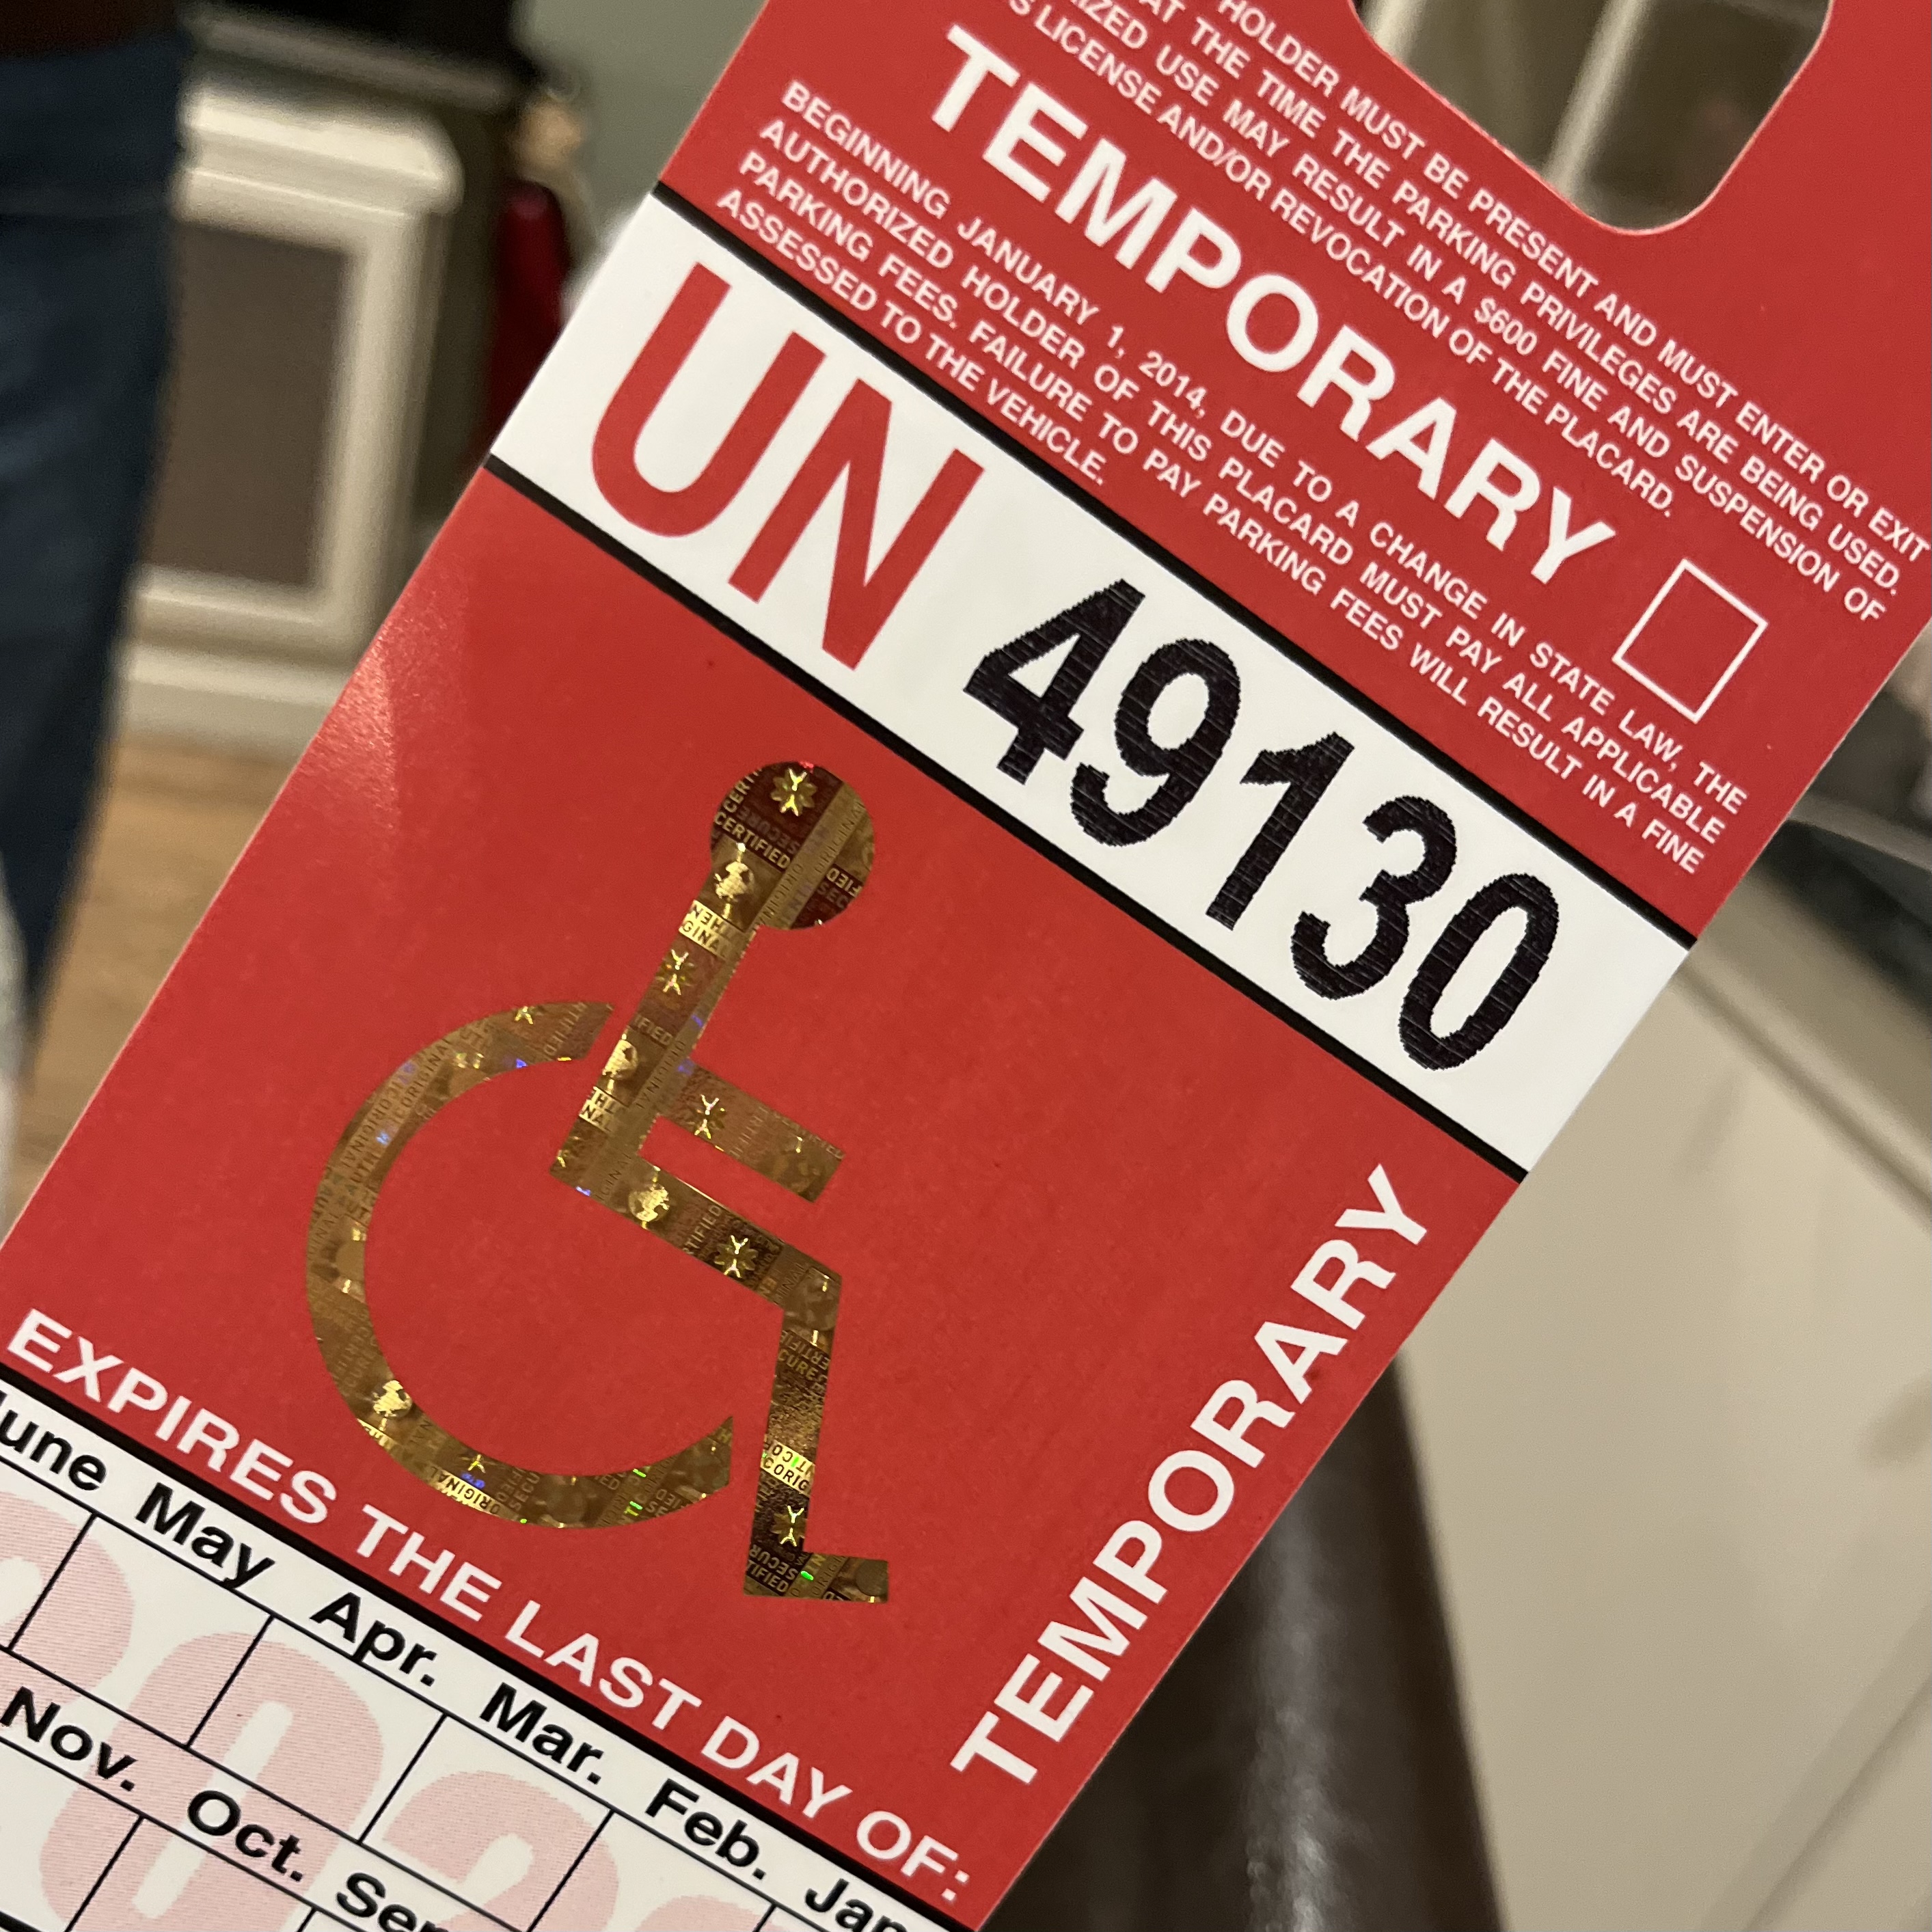 HOLDER MUST BE PRESENT AND MUST ENTER OR EXIT
AT THE TIME THE PARKING PRIVILEGES ARE BEING USED.
USE MAY RESULT IN A $600 FINE AND SUSPENSION OF
LICENSE AND/OR REVOCATION OF THE PLACARD.
TEMPORARY
BEGINNING JANUARY 1, 2014, DUE TO A CHANGE IN STATE LAW, THE
AUTHORIZED HOLDER OF THIS PLACARD MUST PAY ALL APPLICABLE
PARKING FEES. FAILURE TO PAY PARKING FEES WILL RESULT IN A FINE
ASSESSED TO THE VEHICLE.
UN 49130
TEMPORARY
EXPIRES THE LAST DAY OF:
June May Apr. Mar. Feb. Jan
Nov. Oct. Sep